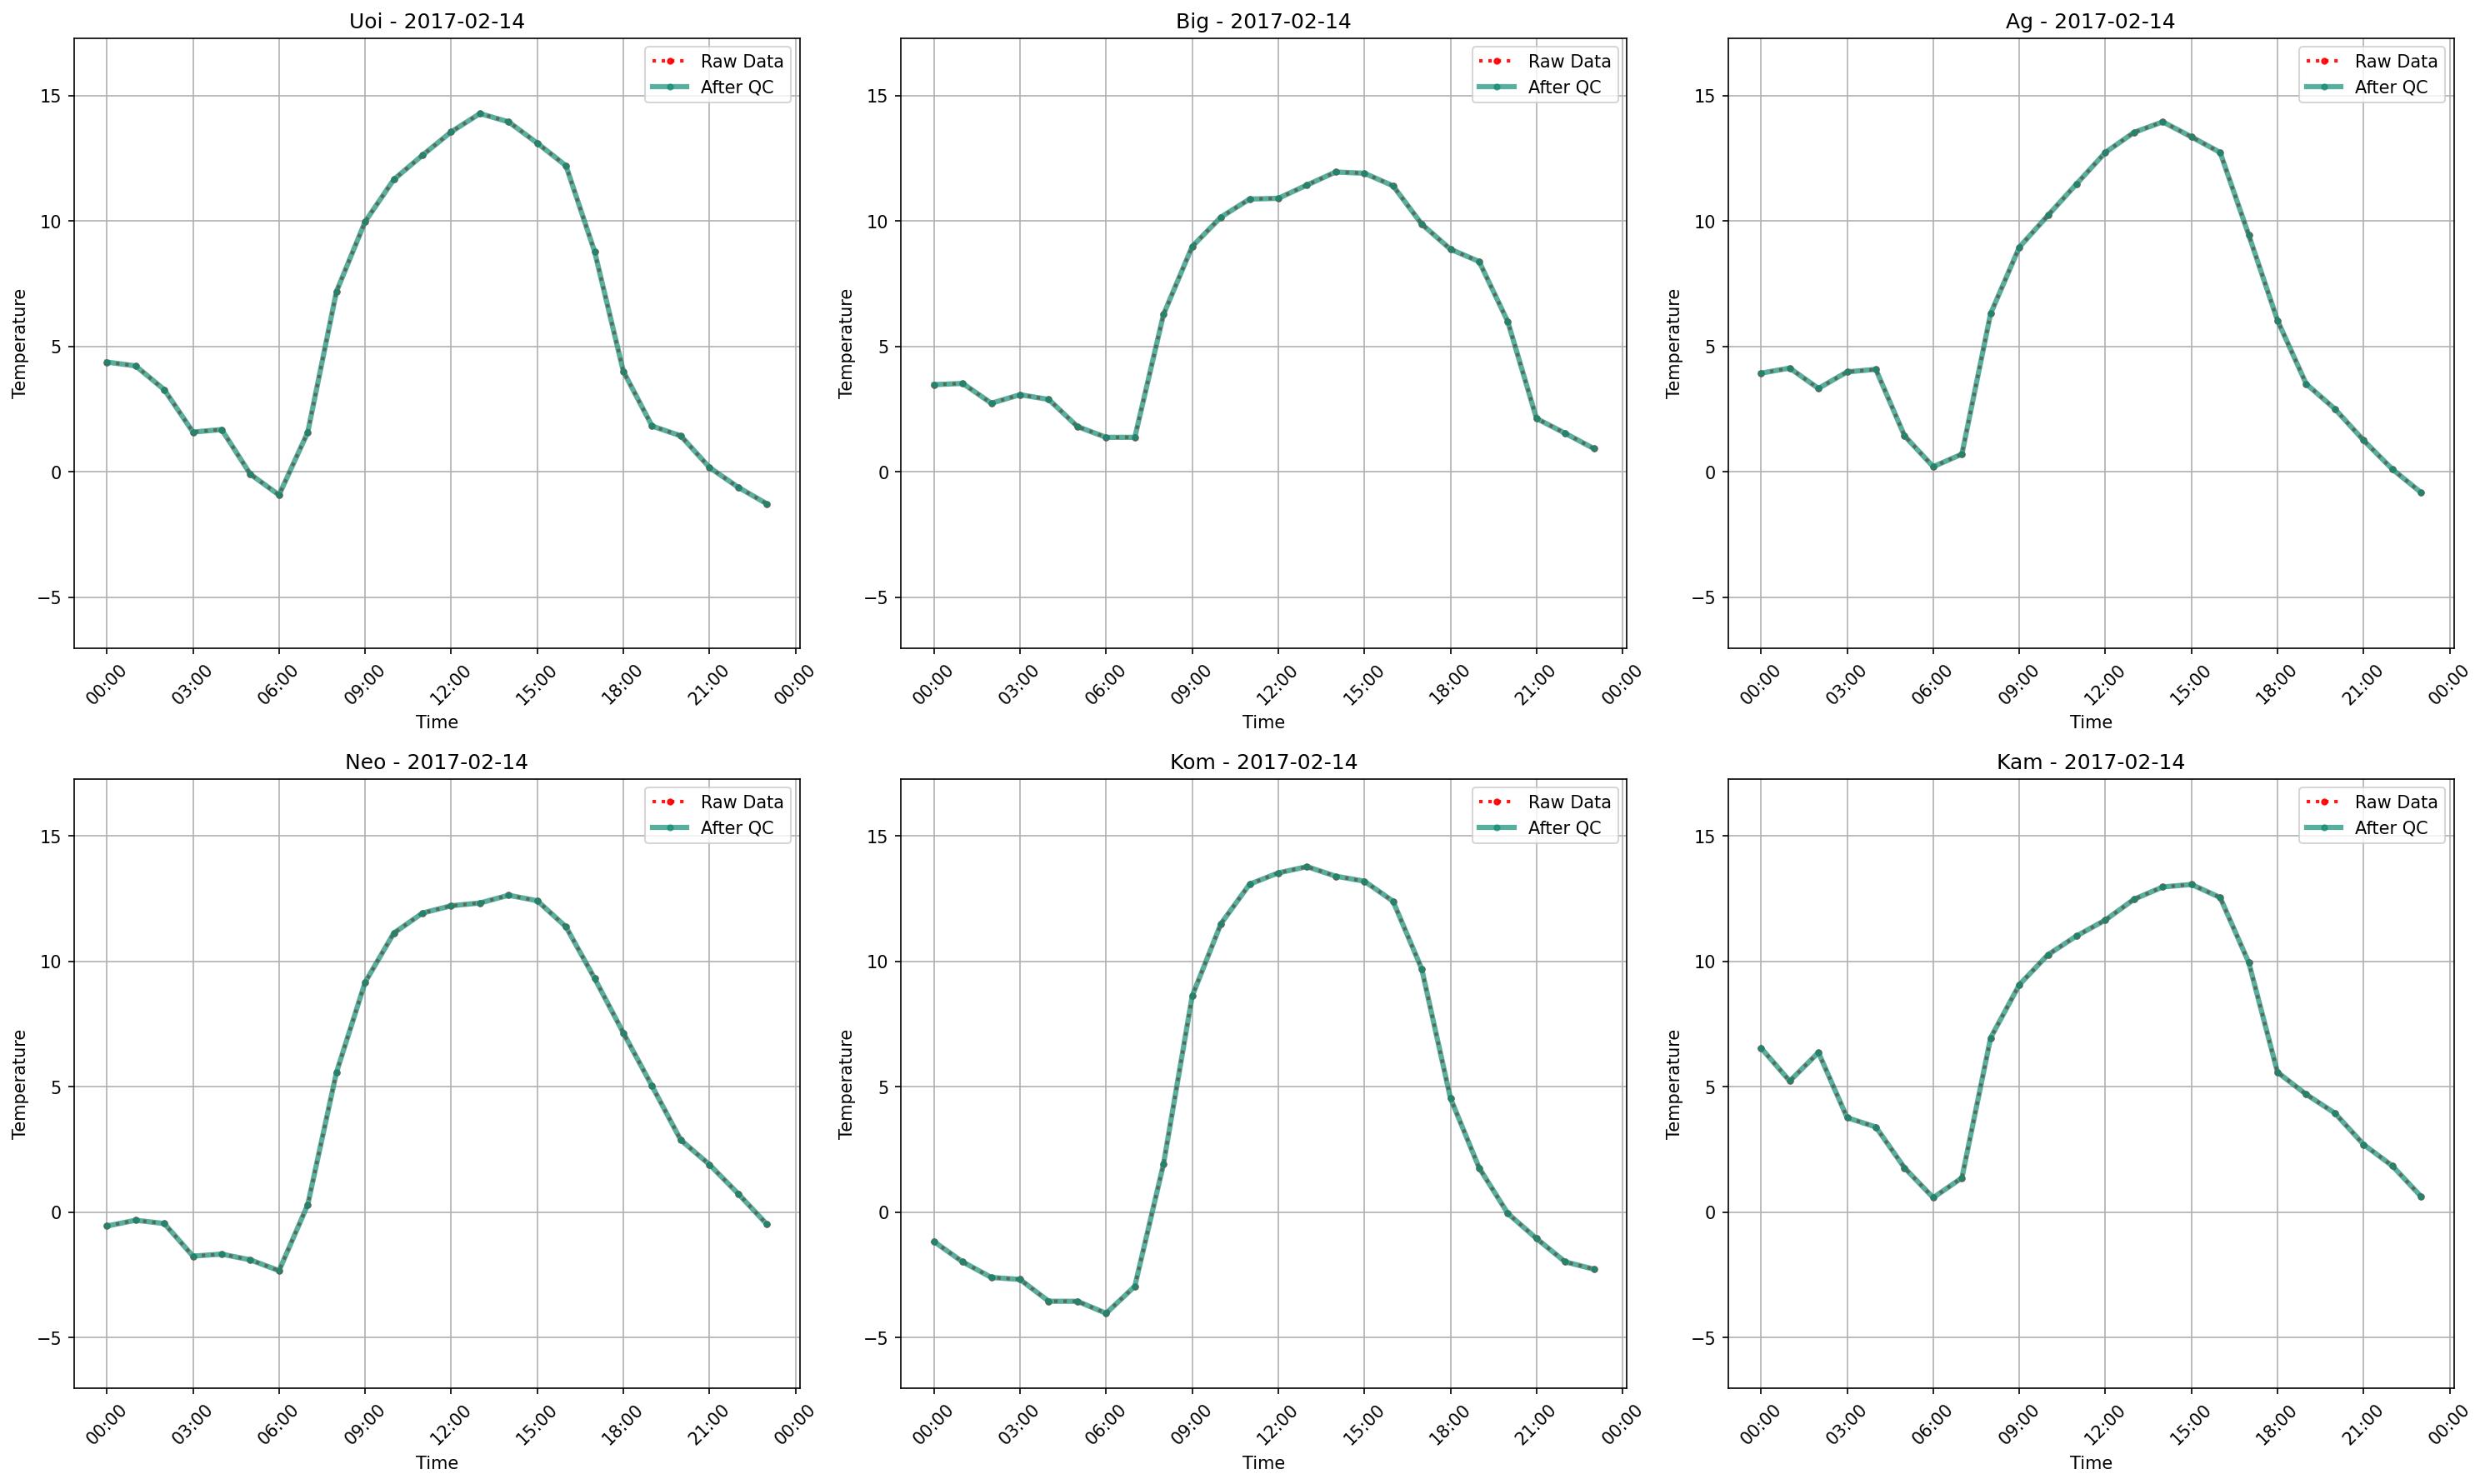 Uoi - 2017-02-14
Raw Data
After QC
15
10
5
0
−5
Temperature
00:00
03:00
06:00
09:00
12:00
15:00
18:00
21:00
00:00
Time
Big - 2017-02-14
Raw Data
After QC
15
10
5
0
−5
Temperature
00:00
03:00
06:00
09:00
12:00
15:00
18:00
21:00
00:00
Time
Ag - 2017-02-14
Raw Data
After QC
15
10
5
0
−5
Temperature
00:00
03:00
06:00
09:00
12:00
15:00
18:00
21:00
00:00
Time
Neo - 2017-02-14
Raw Data
After QC
15
10
5
0
−5
Temperature
00:00
03:00
06:00
09:00
12:00
15:00
18:00
21:00
00:00
Time
Kom - 2017-02-14
Raw Data
After QC
15
10
5
0
−5
Temperature
00:00
03:00
06:00
09:00
12:00
15:00
18:00
21:00
00:00
Time
Kam - 2017-02-14
Raw Data
After QC
15
10
5
0
−5
Temperature
00:00
03:00
06:00
09:00
12:00
15:00
18:00
21:00
00:00
Time